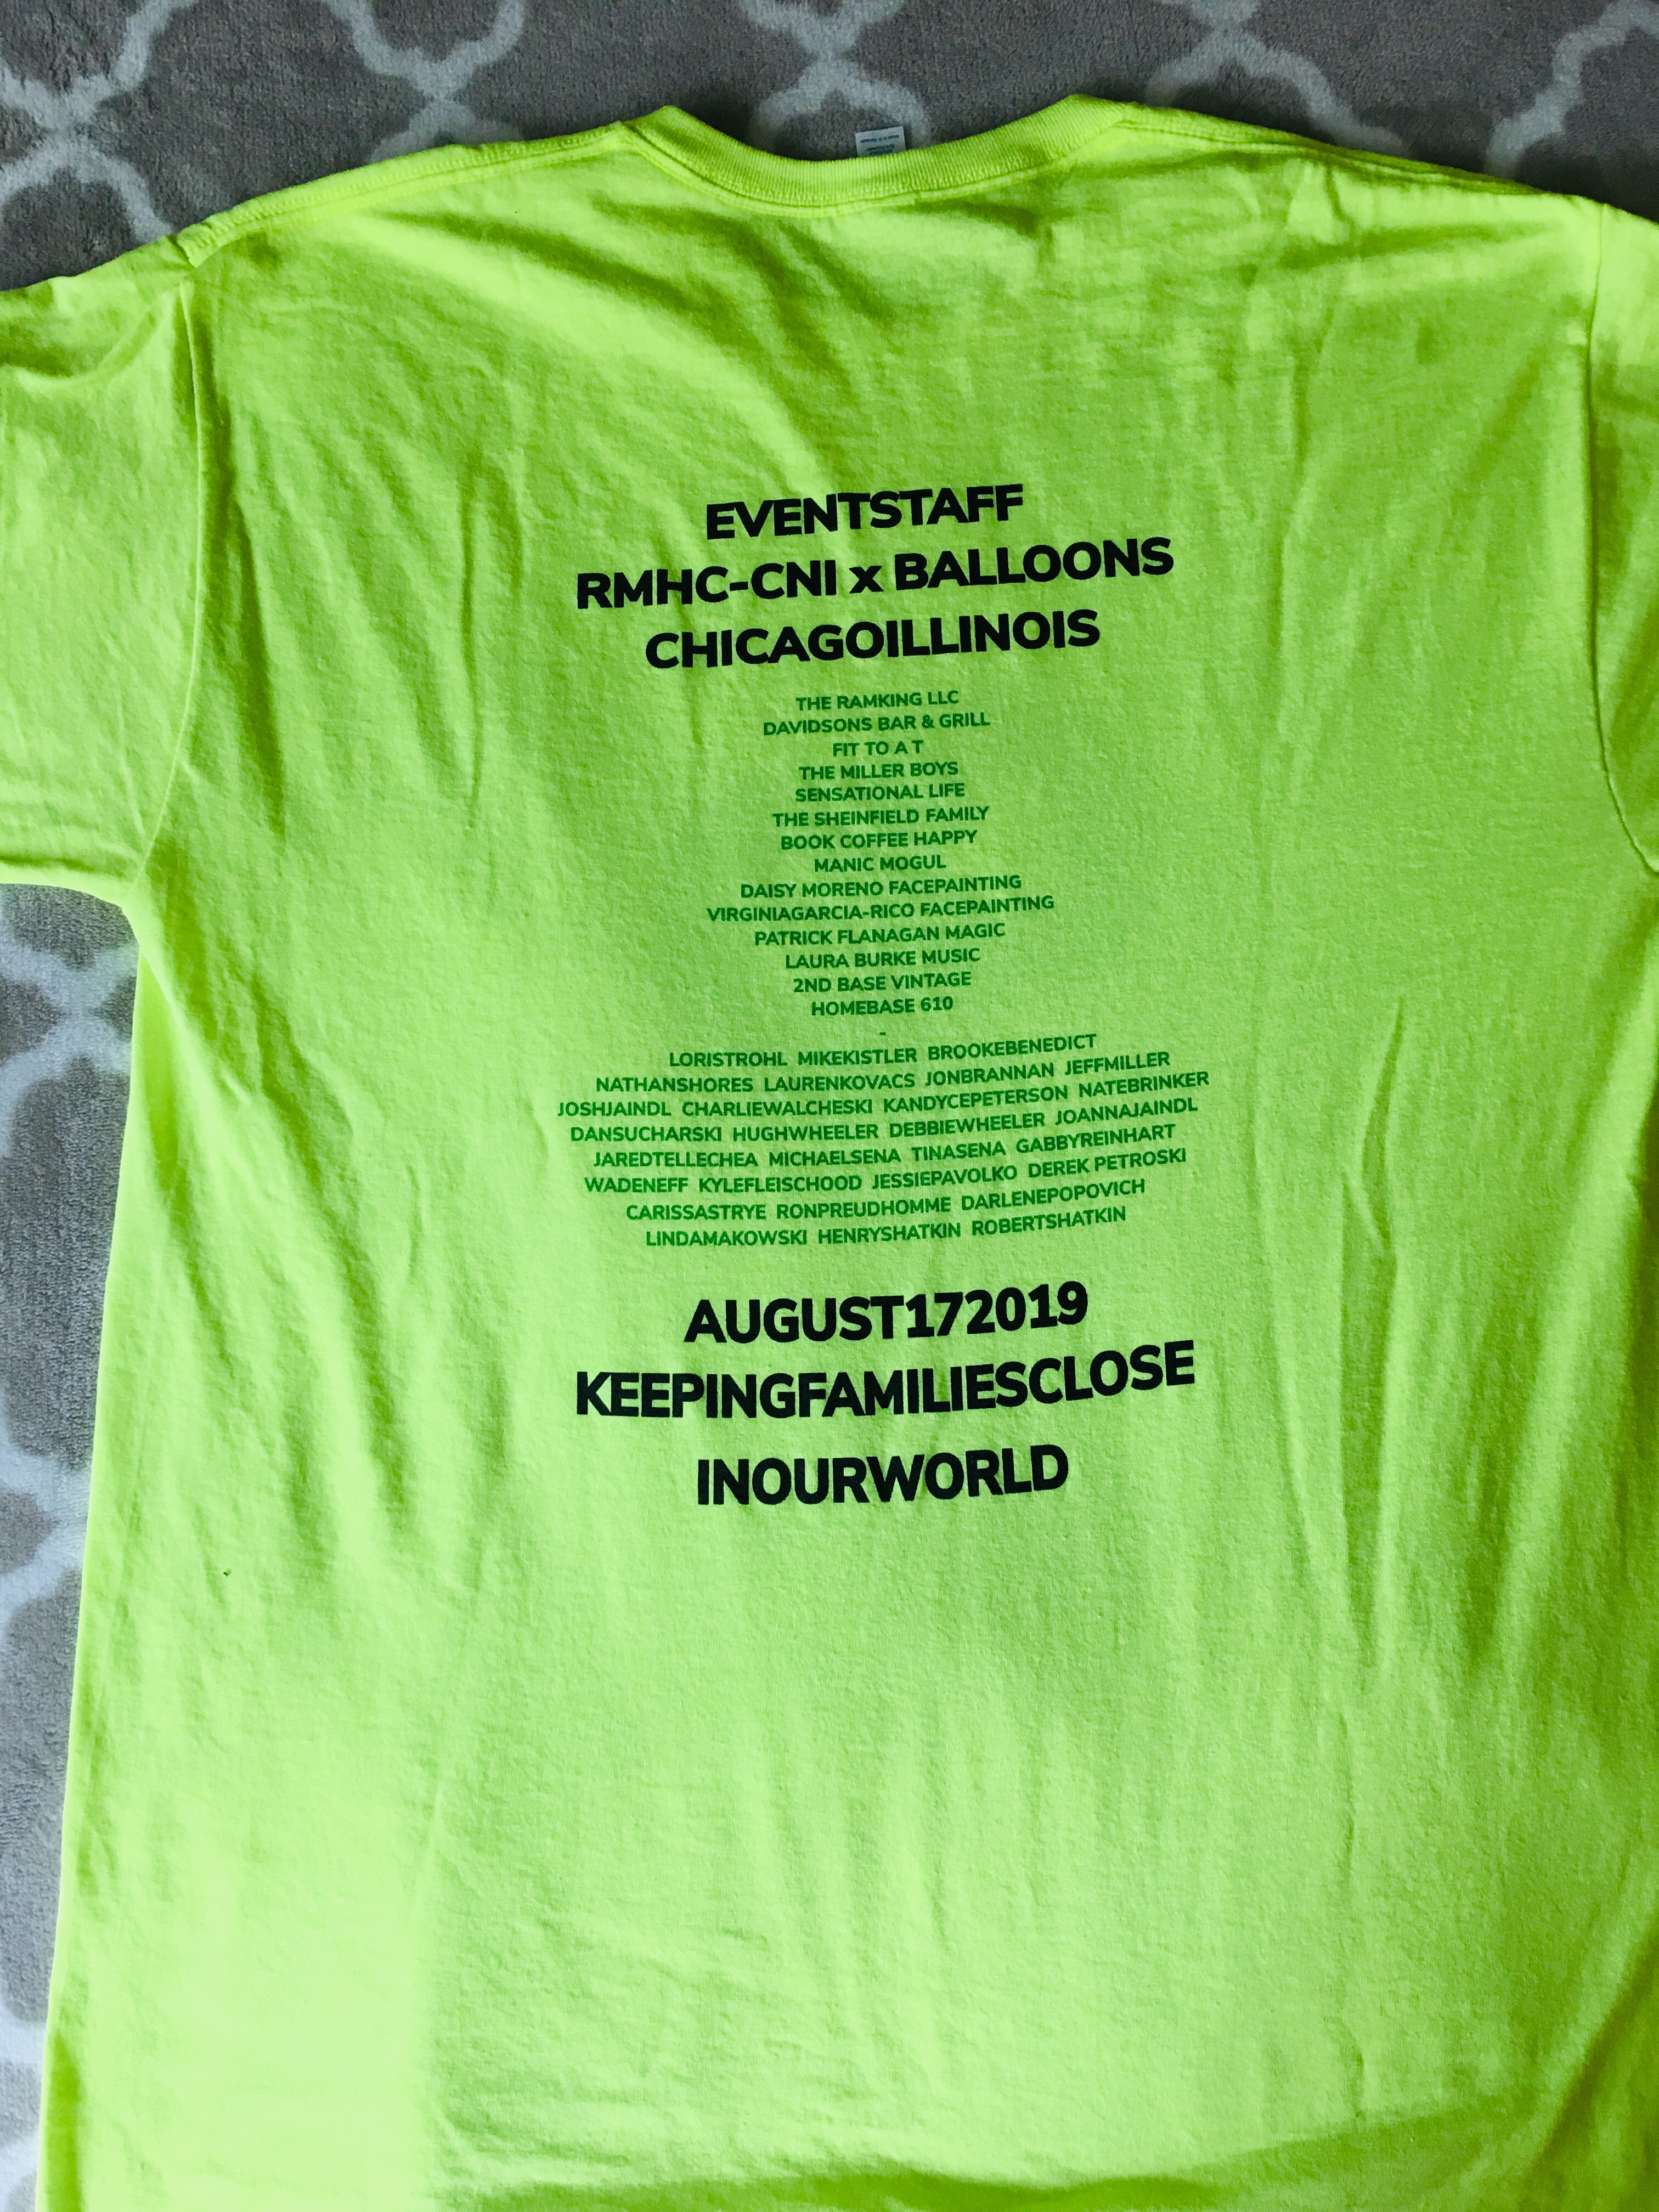 EVENTSTAFF
RMHC-CNI x BALLOONS
CHICAGOILLINOIS
THE RAMKING LLC
DAVIDSONS BAR & GRILL
FIT TO A T
THE MILLER BOYS
SENSATIONAL LIFE
THE SHEINFIELD FAMILY
BOOK COFFEE HAPPY
MANIC MOGUL
DAISY MORENO FACEPAINTING
VIRGINIAGARCIA-RICO FACEPAINTING
PATRICK FLANAGAN MAGIC
LAURA BURKE MUSIC
2ND BASE VINTAGE
HOMEBASE 610
-
LORISTROHL MIKEKISTLER BROOKEBENEDICT
NATHANSHORES LAURENKOVACS JONBRANNAN JEFFMILLER
JOSHJAINDL CHARLIEWALCHESKI KANDYCEPETERSON NATEBRINKER
DANSUCHARSKI HUGHWHEELER DEBBIEWHEELER JOANNAJAINDL
JAREDTELLECHEA MICHAELSENA TINASENA GABBYREINHART
WADENEFF KYLEFLEISCHOOD JESSIEPAVOLKO DEREK PETROSKI
CARISSASTRYE RONPREUDHOMME DARLENEPOPOVICH
LINDAMAKOWSKI HENRYSHATKIN ROBERTSHATKIN
AUGUST172019
KEEPINGFAMILIESCLOSE
INOURWORLD